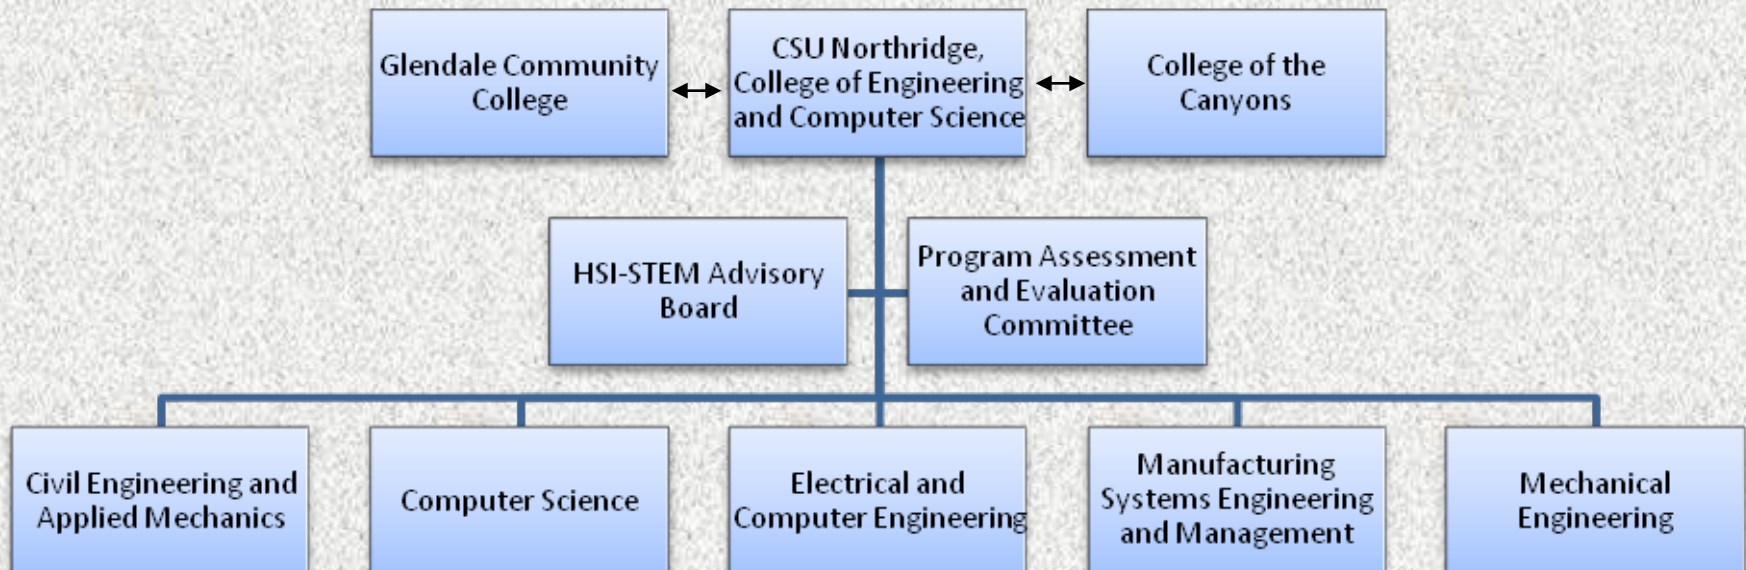 Glendale Community
College
CSU Northridge,
College of Engineering
and Computer Science
College of the
Canyons
HSI-STEM Advisory
Board
Program Assessment
and Evaluation
Committee
Civil Engineering and
Applied Mechanics
Computer Science
Electrical and
Computer Engineering
Manufacturing
Systems Engineering
and Management
Mechanical
Engineering